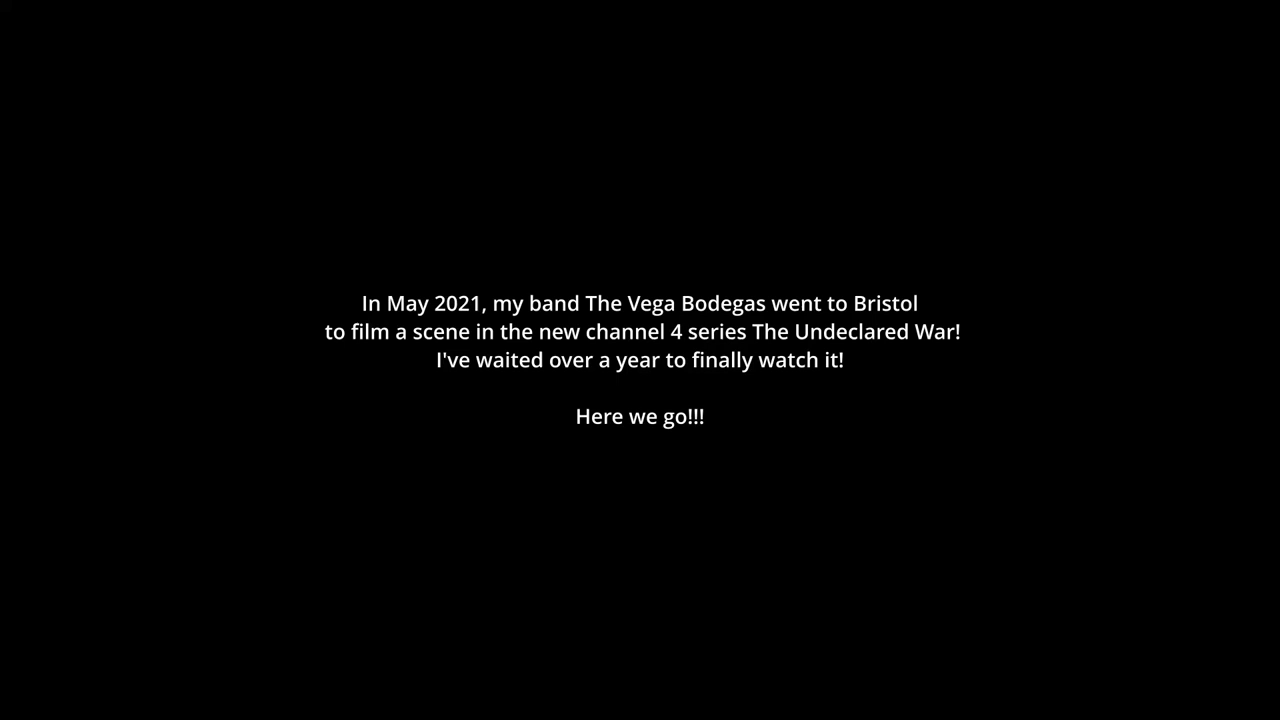 In May 2021, my band The Vega Bodegas went to Bristol
to film a scene in the new channel 4 series The Undeclared War!
I've waited over a year to finally watch it!
Here we go!!!